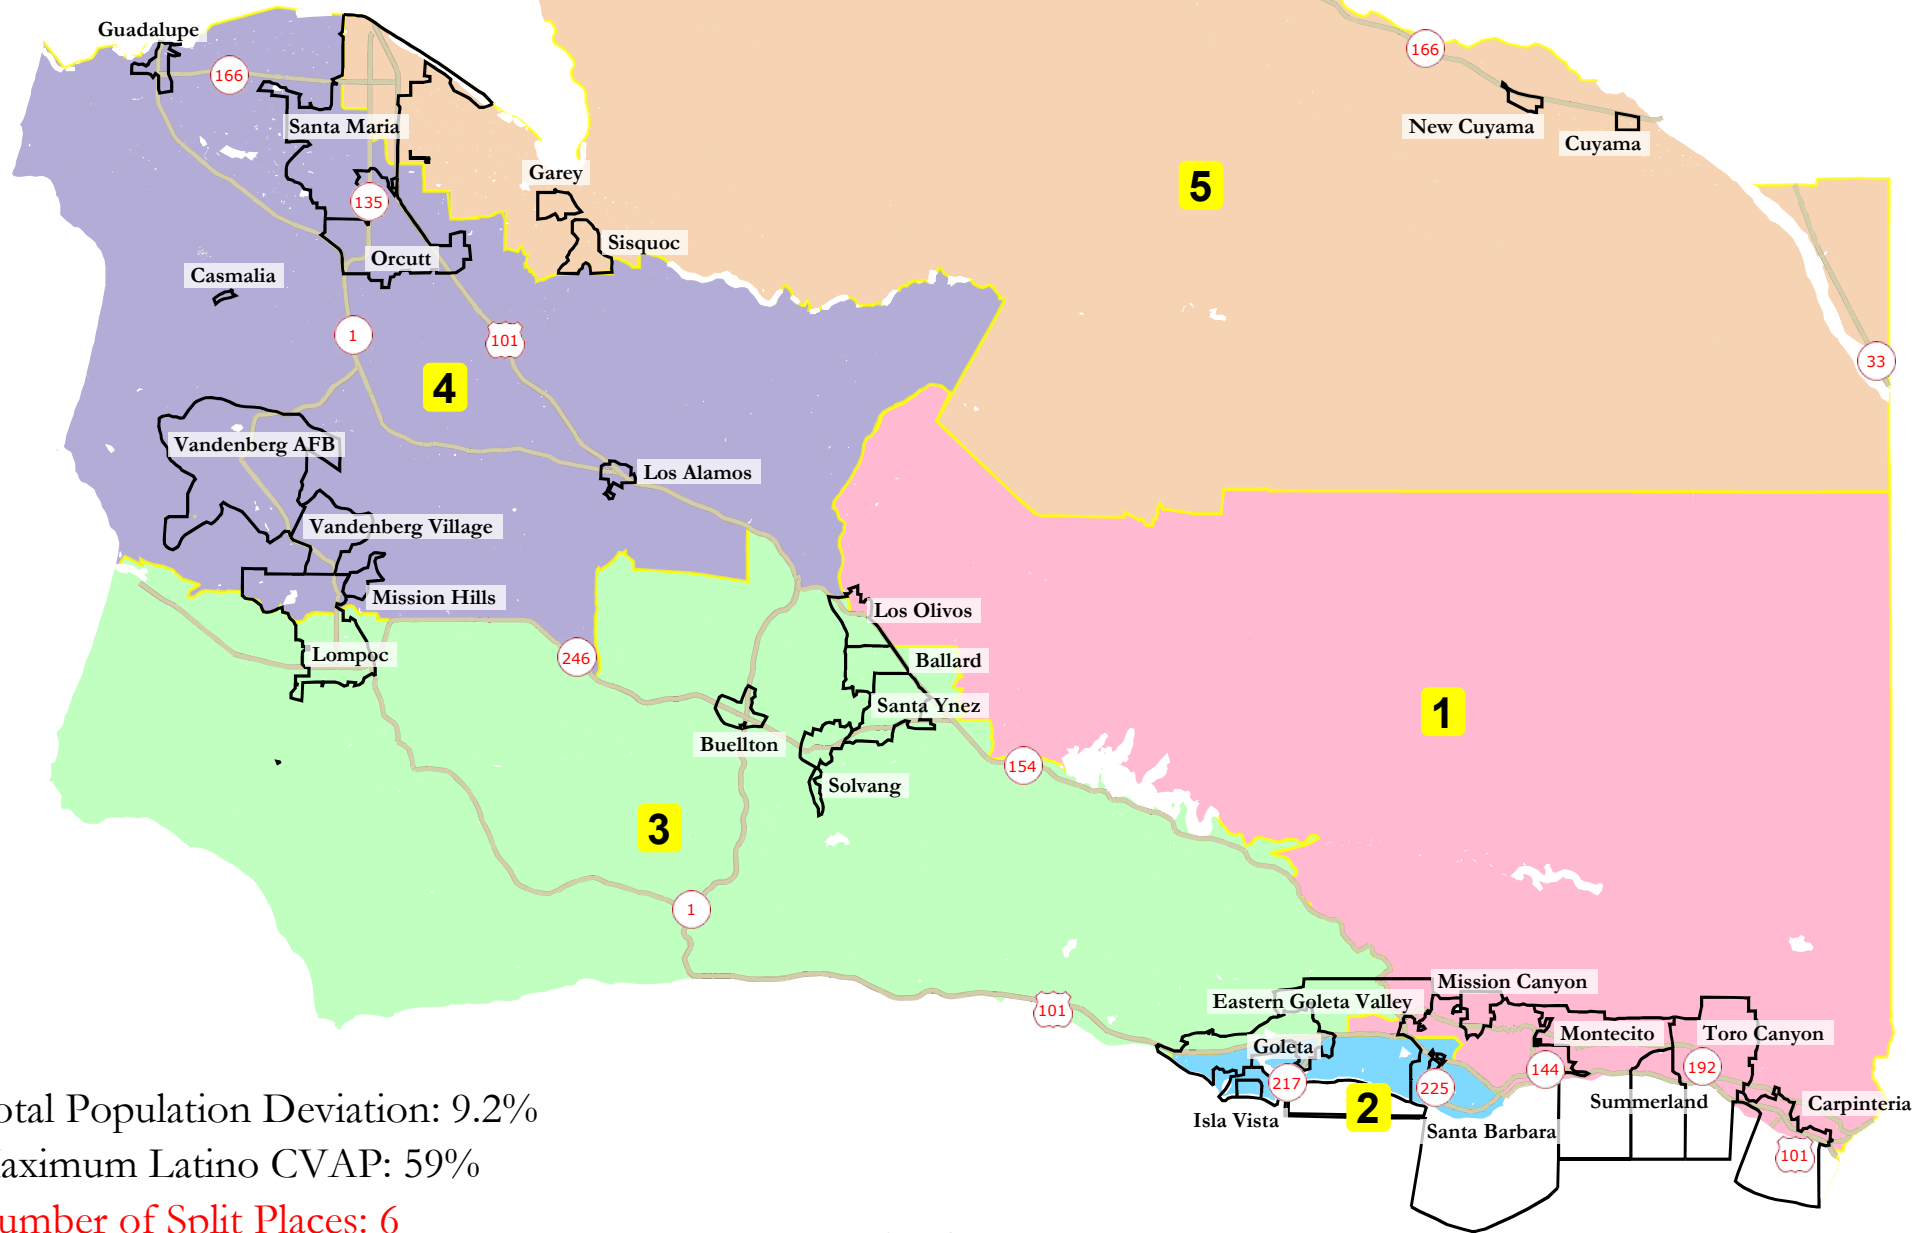 Guadalupe
166
166
Santa Maria
New Cuyama
Cuyama
Garey
5
135
Sisquoc
Orcutt
Casmalia
1
101
33
4
Vandenberg AFB
Los Alamos
Vandenberg Village
Mission Hills
Los Olivos
Lompoc
246
Ballard
Santa Ynez
1
Buellton
154
Solvang
3
1
Mission Canyon
Eastern Goleta Valley
101
Montecito
Toro Canyon
Goleta
144
192
217
225
2
Summerland
Carpinteria
Isla Vista
Santa Barbara
101
otal Population Deviation: 9.2%
aximum Latino CVAP: 59%
umber of Split Places: 6